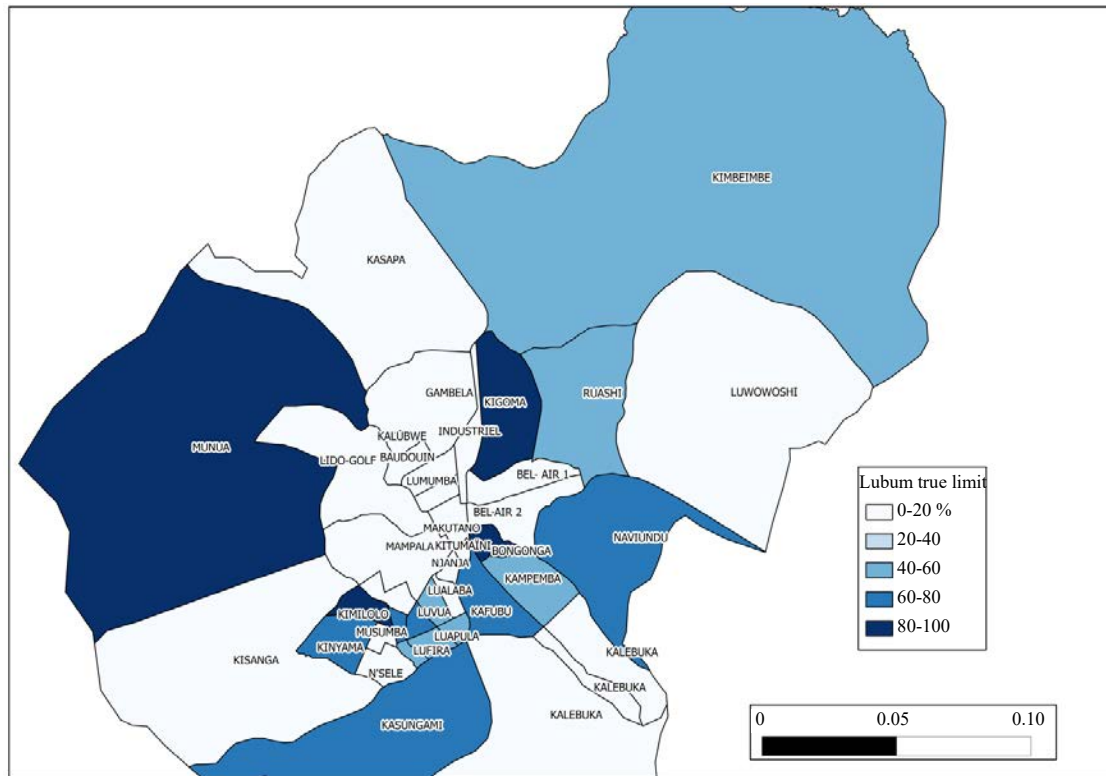 KIMBEIMBE
KASAPA
GAMBELA
KIGOMA
RUASHI
LUWOWOSHI
INDUSTRIEL
KALUBWE
MUNUA
LIDO-GOLF
BAUDOUIN
BEL- AIR 1
LUMUMBA
BEL-AIR 2
MAKUTANO
NAVIUNDU
MAMPALA
KITUMAINI
BONGONGA
NJANJA
KAMPEMBA
LUALABA
KIMILOLO
LUVUA
KAFUBU
MUSUMBA
LUAPULA
KINYAMA
LUFIRA
KALEBUKA
KISANGA
N'SELE
KALEBUKA
KALEBUKA
KASUNGAMI
Lubum true limit
0-20 %
20-40
40-60
60-80
80-100
0 0.05 0.10